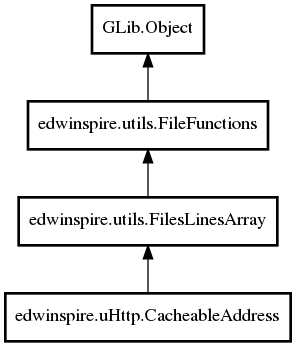 GLib.Object
edwinspire.utils.FileFunctions
edwinspire.utils.FilesLinesArray
edwinspire.uHttp.CacheableAddress